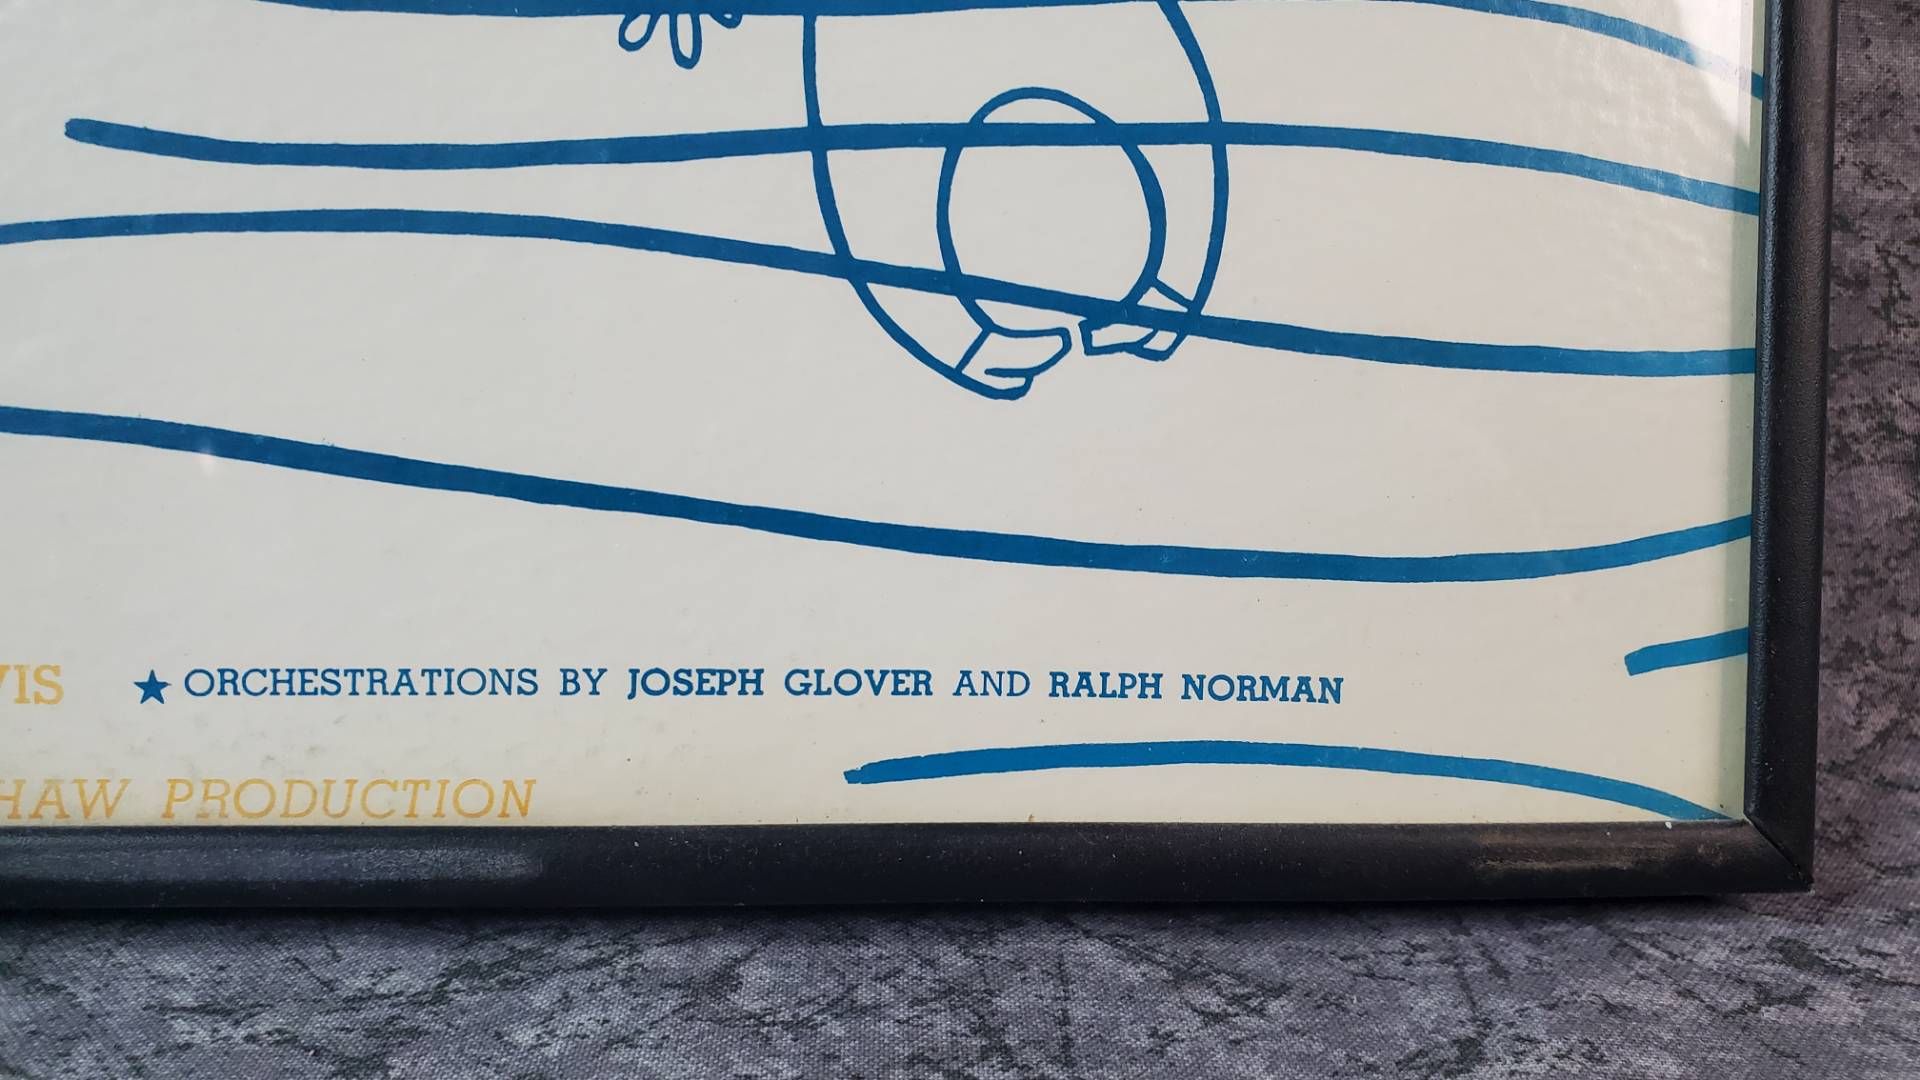 VIS ★ ORCHESTRATIONS BY JOSEPH GLOVER AND RALPH NORMAN
HAW PRODUCTION